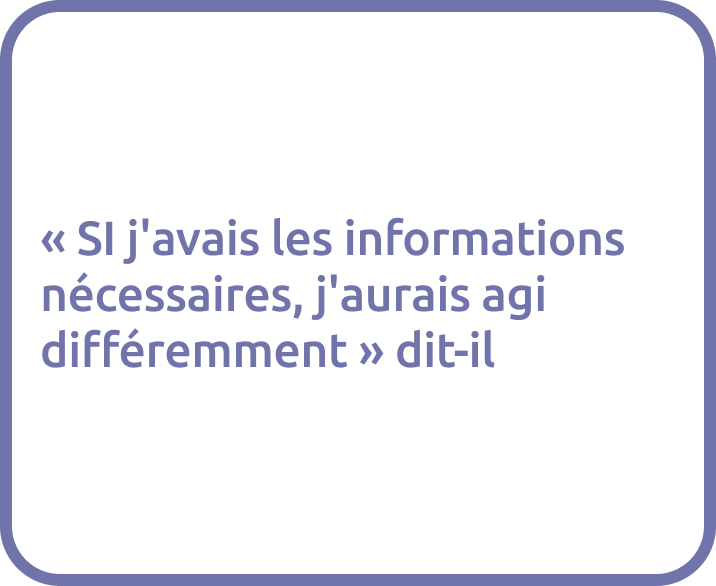 « SI j'avais les informations
nécessaires, j'aurais agi
différemment » dit-il